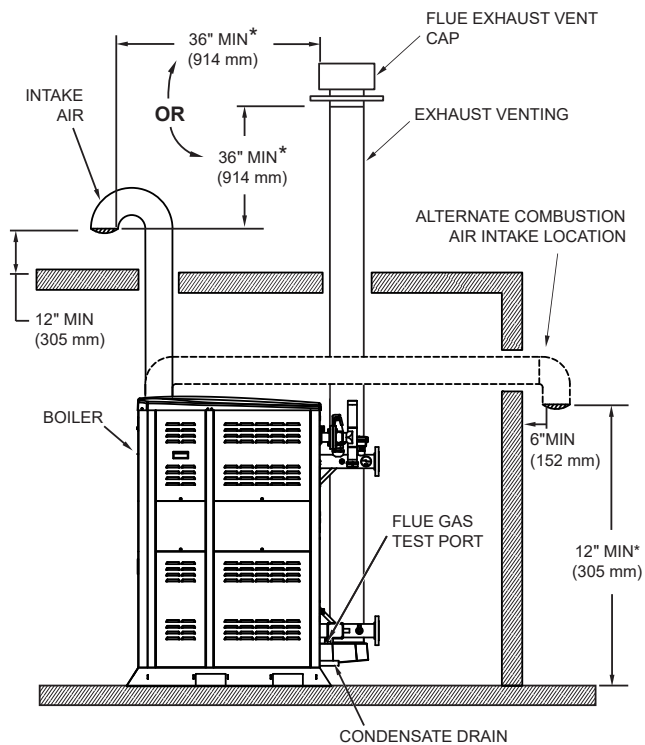 FLUE EXHAUST VENT
CAP
36" MIN*
(914 mm)
INTAKE
AIR
OR
EXHAUST VENTING
36" MIN*
(914 mm)
ALTERNATE COMBUSTION
AIR INTAKE LOCATION
12" MIN
(305 mm)
BOILER
6"MIN
(152 mm)
FLUE GAS
TEST PORT
12" MIN*
(305 mm)
CONDENSATE DRAIN